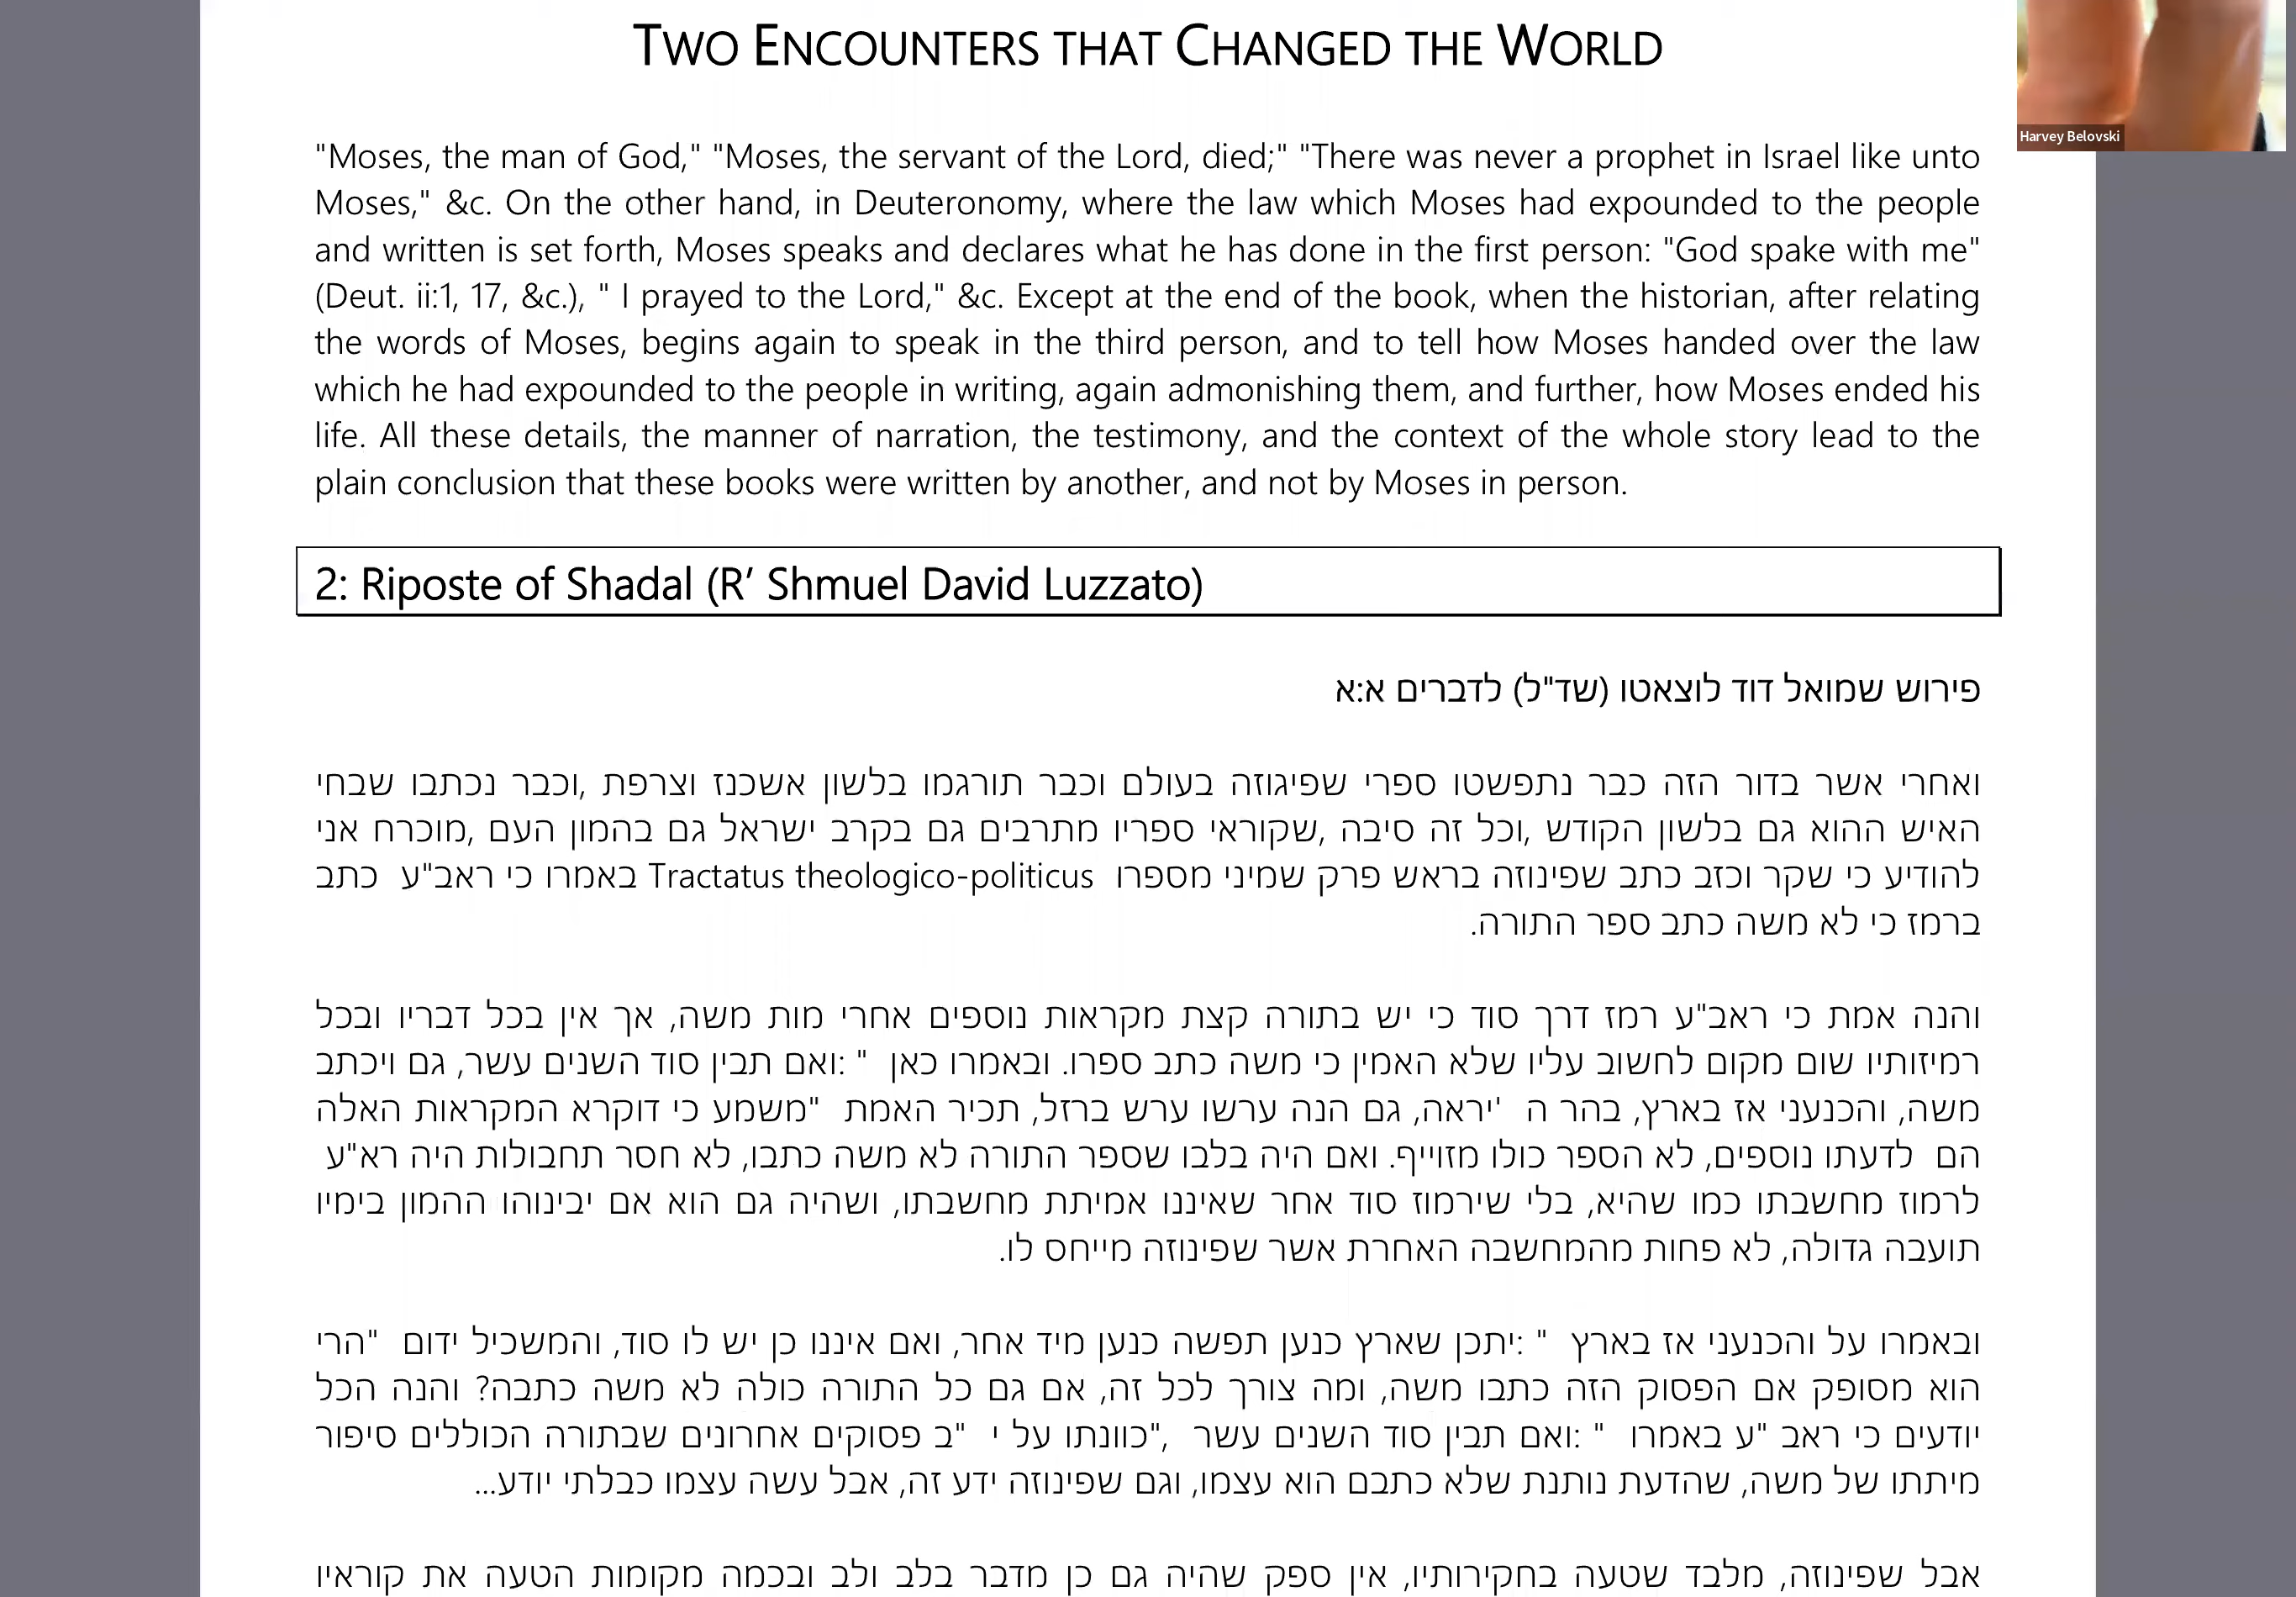 TWO ENCOUNTERS THAT CHANGED THE WORLD
"Moses, the man of God," "Moses, the servant of the Lord, died;" "There was never a prophet in Israel like unto
Moses," &c. On the other hand, in Deuteronomy, where the law which Moses had expounded to the people
and written is set forth, Moses speaks and declares what he has done in the first person: "God spake with me"
(Deut. ii:1, 17, &c.), " I prayed to the Lord," &c. Except at the end of the book, when the historian, after relating
the words of Moses, begins again to speak in the third person, and to tell how Moses handed over the law
which he had expounded to the people in writing, again admonishing them, and further, how Moses ended his
life. All these details, the manner of narration, the testimony, and the context of the whole story lead to the
plain conclusion that these books were written by another, and not by Moses in person.
2: Riposte of Shadal (R’ Shmuel David Luzzato)
פירוש שמואל דוד לוצאטו (שד"ל) לדברים א:א
ואחרי אשר בדור הזה כבר נתפשטו ספרי שפיגוזה בעולם וכבר תורגמו בלשון אשכנז וצרפת ,וכבר נכתבו שבחי
האיש ההוא גם בלשון הקודש ,וכל זה סיבה ,שקוראי ספריו מתרבים גם בקרב ישראל גם בהמון העם ,מוכרח אני
להודיע כי שקר וכזב כתב שפינוזה בראש פרק שמיני מספרו Tractatus theologico-politicus באמרו כי ראב"ע כתב
ברמז כי לא משה כתב ספר התורה.
והנה אמת כי ראב"ע רמז דרך סוד כי יש בתורה קצת מקראות נוספים אחרי מות משה, אך אין בכל דבריו ובכל
רמיזותיו שום מקום לחשוב עליו שלא האמין כי משה כתב ספרו. ובאמרו כאן " :ואם תבין סוד השנים עשר, גם ויכתב
משה, והכנעני אז בארץ, בהר ה 'יראה, גם הנה ערשו ערש ברזל, תכיר האמת "משמע כי דוקרא המקראות האלה
הם לדעתו נוספים, לא הספר כולו מזוייף. ואם היה בלבו שספר התורה לא משה כתבו, לא חסר תחבולות היה רא"ע
לרמוז מחשבתו כמו שהיא, בלי שירמוז סוד אחר שאיננו אמיתת מחשבתו, ושהיה גם הוא אם יבינוהו ההמון בימיו
תועבה גדולה, לא פחות מהמחשבה האחרת אשר שפינוזה מייחס לו.
ובאמרו על והכנעני אז בארץ " :יתכן שארץ כנען תפשה כנען מיד אחר, ואם איננו כן יש לו סוד, והמשכיל ידום "הרי
הוא מסופק אם הפסוק הזה כתבו משה, ומה צורך לכל זה, אם גם כל התורה כולה לא משה כתבה? והנה הכל
יודעים כי ראב "ע באמרו " :ואם תבין סוד השנים עשר ,"כוונתו על י "ב פסוקים אחרונים שבתורה הכוללים סיפור
מיתתו של משה, שהדעת נותנת שלא כתבם הוא עצמו, וגם שפינוזה ידע זה, אבל עשה עצמו כבלתי יודע...
אבל שפינוזה, מלבד שטעה בחקירותיו, אין ספק שהיה גם כן מדבר בלב ולב ובכמה מקומות הטעה את קוראיו
Harvey Belovski